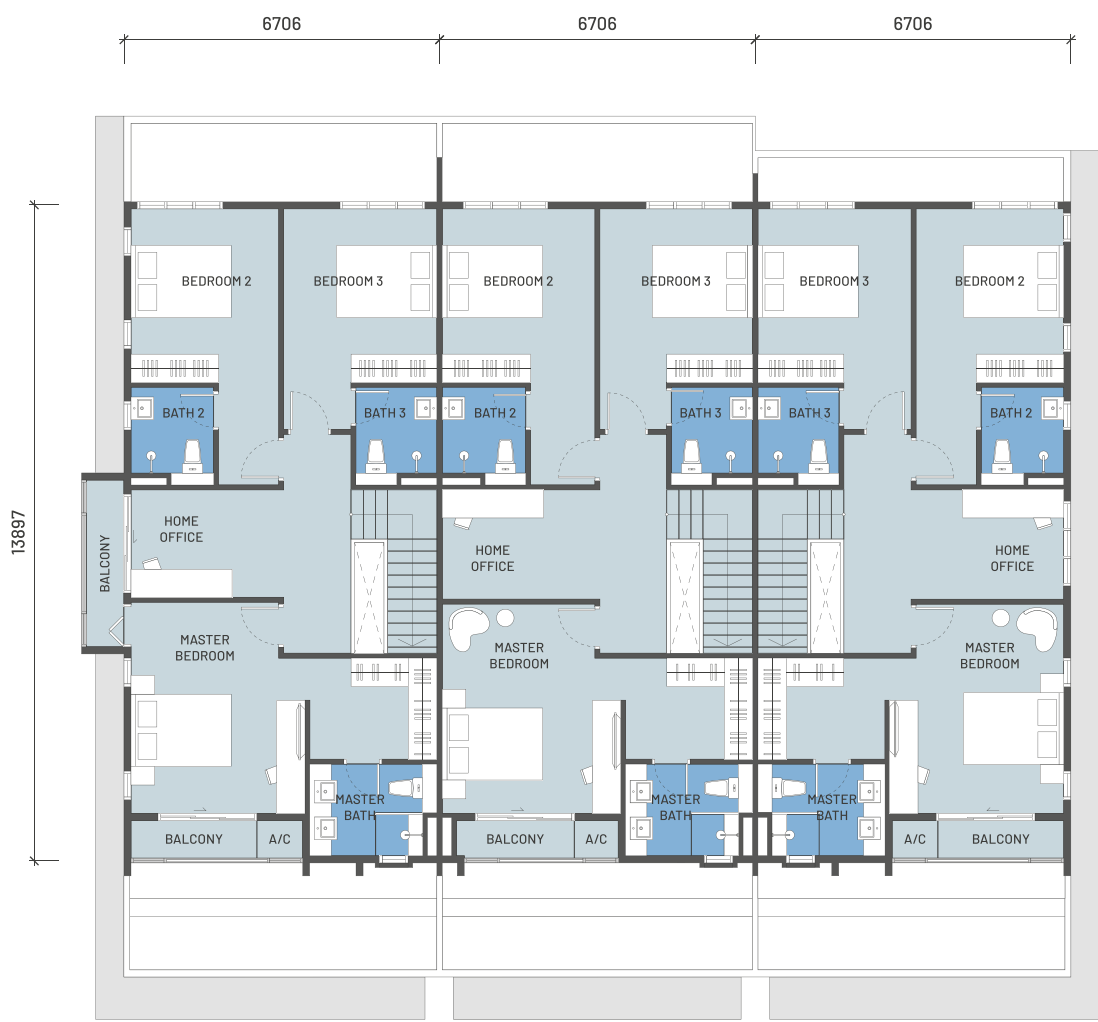 6706
6706
6706
BEDROOM 2
BEDROOM 3
BEDROOM 2
BEDROOM 3
BEDROOM 3
BEDROOM 2
BATH 2
BATH 3
BATH 2
BATH 3
BATH 3
BATH 2
13897
BALCONY
HOME
OFFICE
HOME
OFFICE
HOME
OFFICE
MASTER
BEDROOM
MASTER
BEDROOM
MASTER
BEDROOM
MASTER
BATH
MASTER
BATH
MASTER
BATH
BALCONY
A/C
BALCONY
A/C
A/C
BALCONY